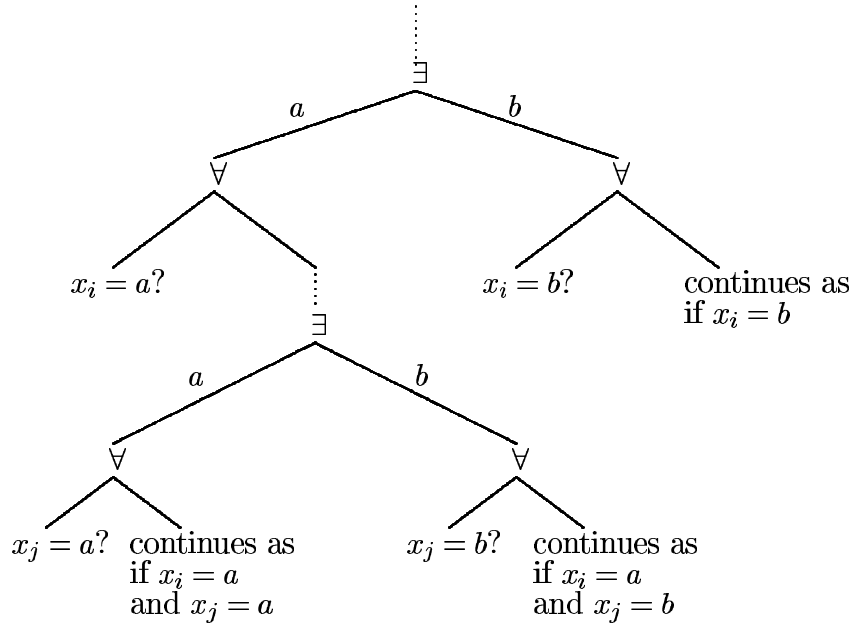 ∃
a b
∀ ∀
x_i = a? x_i = b? continues as
if x_i = b
∃
a b
∀ ∀
x_j = a? continues as x_j = b? continues as
if x_i = a if x_i = a
and x_j = a and x_j = b